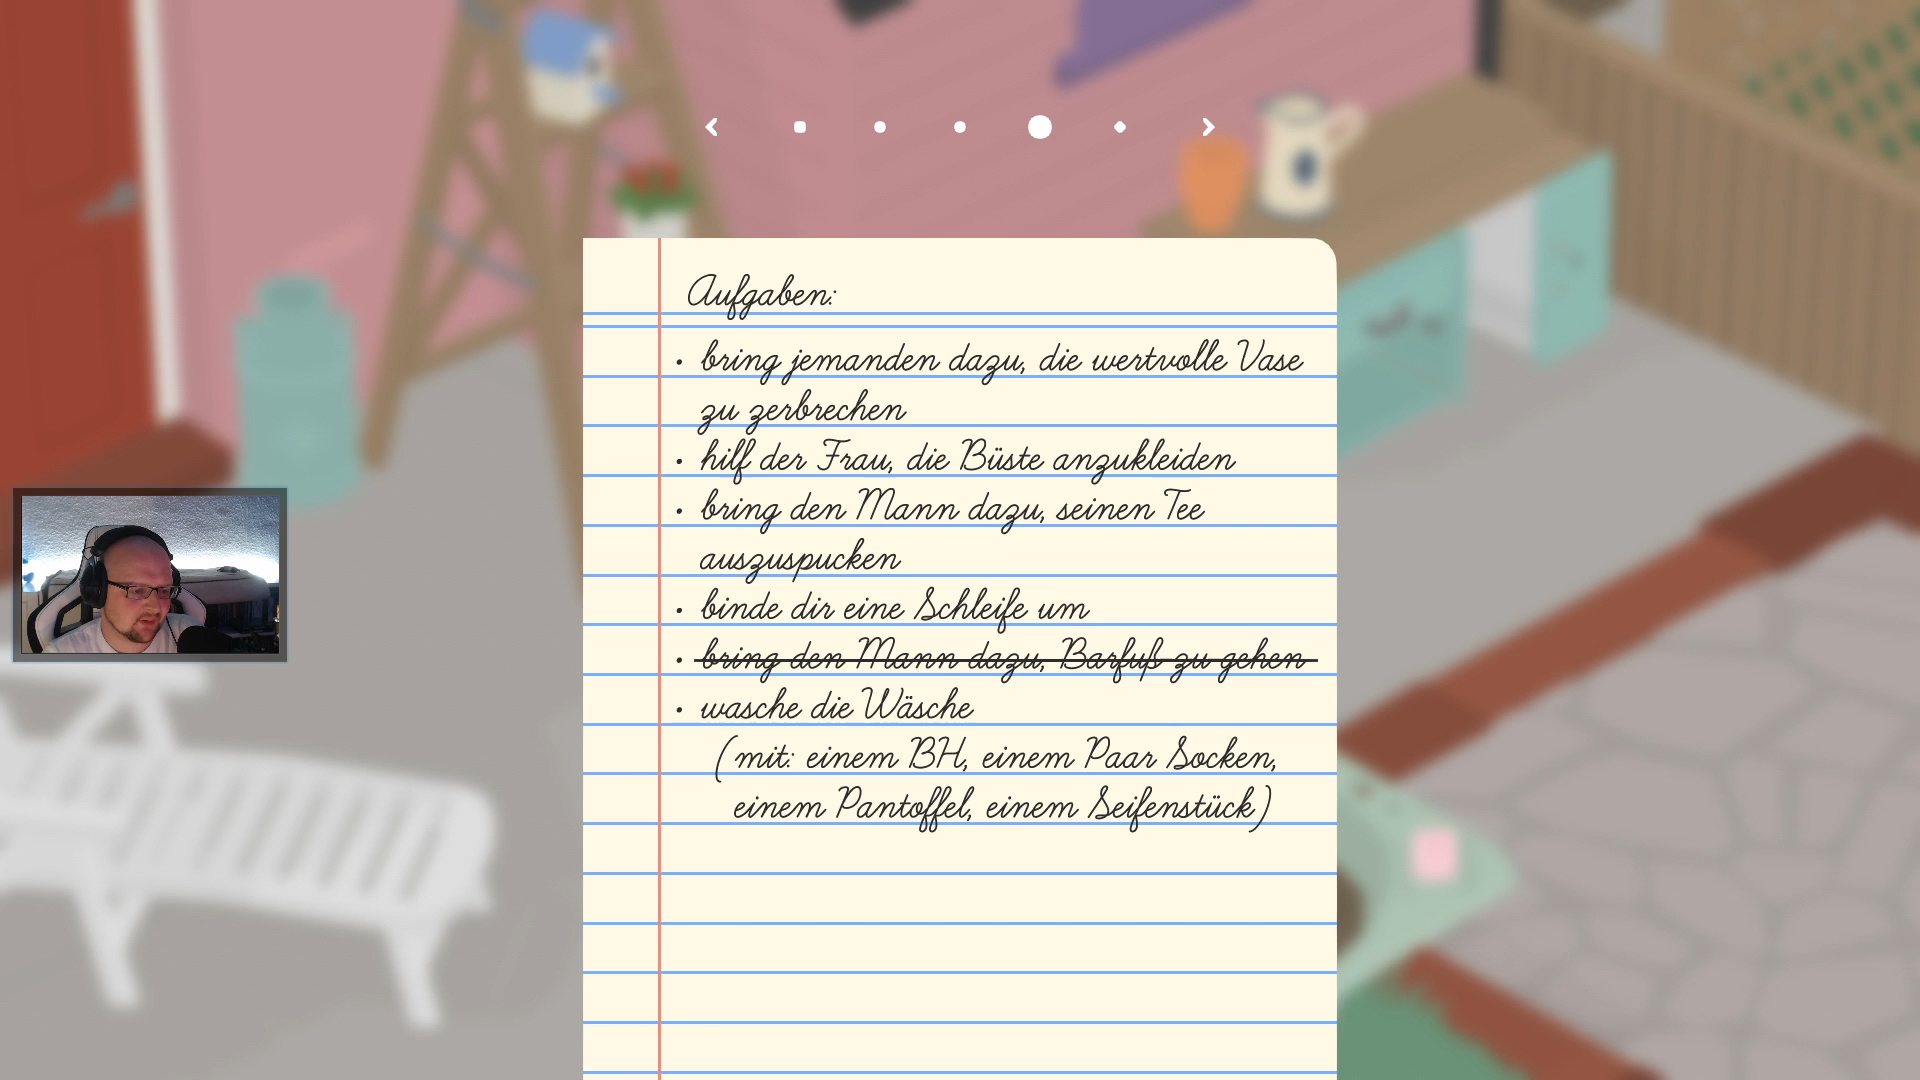 Aufgaben:
• bring jemanden dazu, die wertvolle Vase
zu zerbrechen
• hilf der Frau, die Büste anzukleiden
• bring den Mann dazu, seinen Tee
auszuspucken
• binde dir eine Schleife um
• bring den Mann dazu, Barfuß zu gehen
• wasche die Wäsche
(mit: einem BH, einem Paar Socken,
einem Pantoffel, einem Seifenstück)